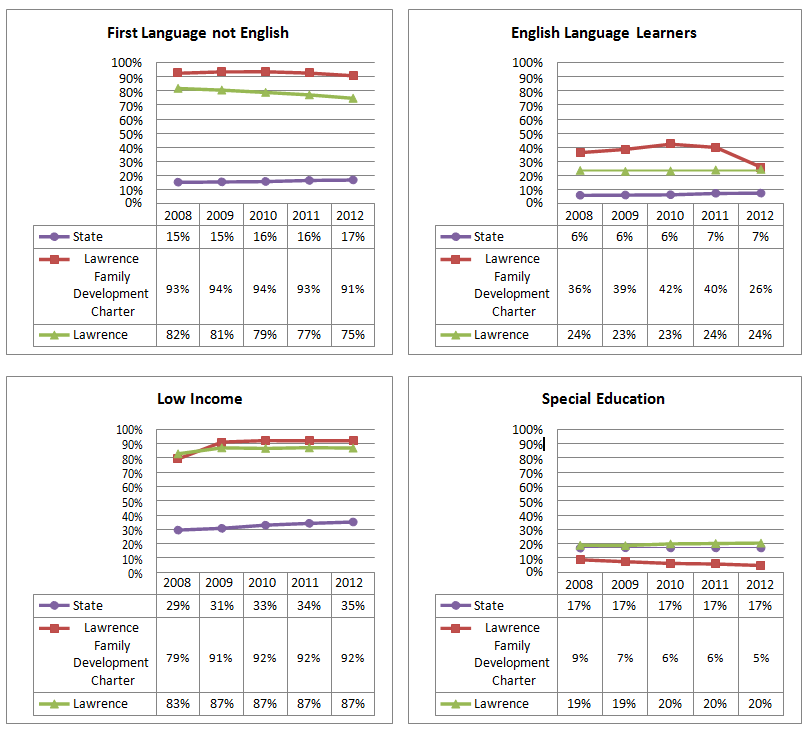 First Language not English
100%
90%
80%
70%
60%
50%
40%
30%
20%
10%
0%
2008 2009 2010 2011 2012
State 15% 15% 16% 16% 17%
Lawrence
Family
Development
Charter
93% 94% 94% 93% 91%
Lawrence 82% 81% 79% 77% 75%
English Language Learners
100%
90%
80%
70%
60%
50%
40%
30%
20%
10%
0%
2008 2009 2010 2011 2012
State 6% 6% 6% 7% 7%
Lawrence
Family
Development
Charter
36% 39% 42% 40% 26%
Lawrence 24% 23% 23% 24% 24%
Low Income
100%
90%
80%
70%
60%
50%
40%
30%
20%
10%
0%
2008 2009 2010 2011 2012
State 29% 31% 33% 34% 35%
Lawrence
Family
Development
Charter
79% 91% 92% 92% 92%
Lawrence 83% 87% 87% 87% 87%
Special Education
100%
90%
80%
70%
60%
50%
40%
30%
20%
10%
0%
2008 2009 2010 2011 2012
State 17% 17% 17% 17% 17%
Lawrence
Family
Development
Charter
9% 7% 6% 6% 5%
Lawrence 19% 19% 20% 20% 20%